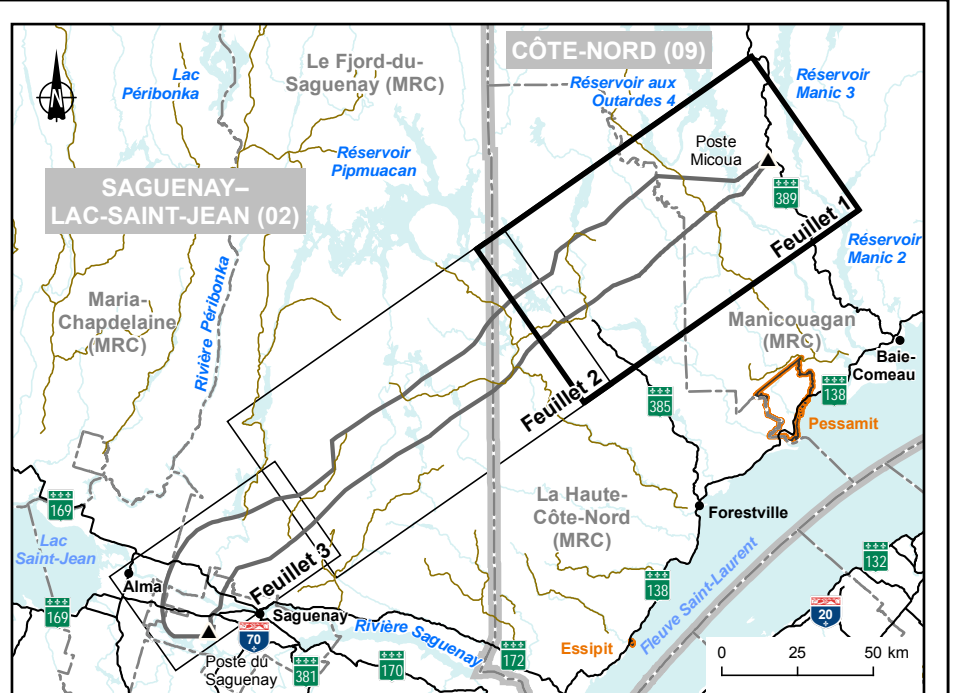 CÔTE-NORD (09)
Le Fjord-du-
Saguenay (MRC)
Lac
Péribonka
Réservoir aux
Outardes 4
Réservoir
Manic 3
Réservoir
Pipmuacan
Poste
Micoua
SAGUENAY–
LAC-SAINT-JEAN (02)
389
Feuillet 1
Réservoir
Manic 2
Rivière Péribonka
Maria-
Chapdelaine
(MRC)
Manicouagan
(MRC)
Baie-
Comeau
Feuillet 2
385
138
Pessamit
169
La Haute-
Côte-Nord
(MRC)
Forestville
Lac
Saint-Jean
Feuillet 3
Alma
132
138
Fleuve Saint-Laurent
169
Saguenay
20
70
Rivière Saguenay
Essipit
172
0 25 50 km
Poste du
Saguenay
381
170